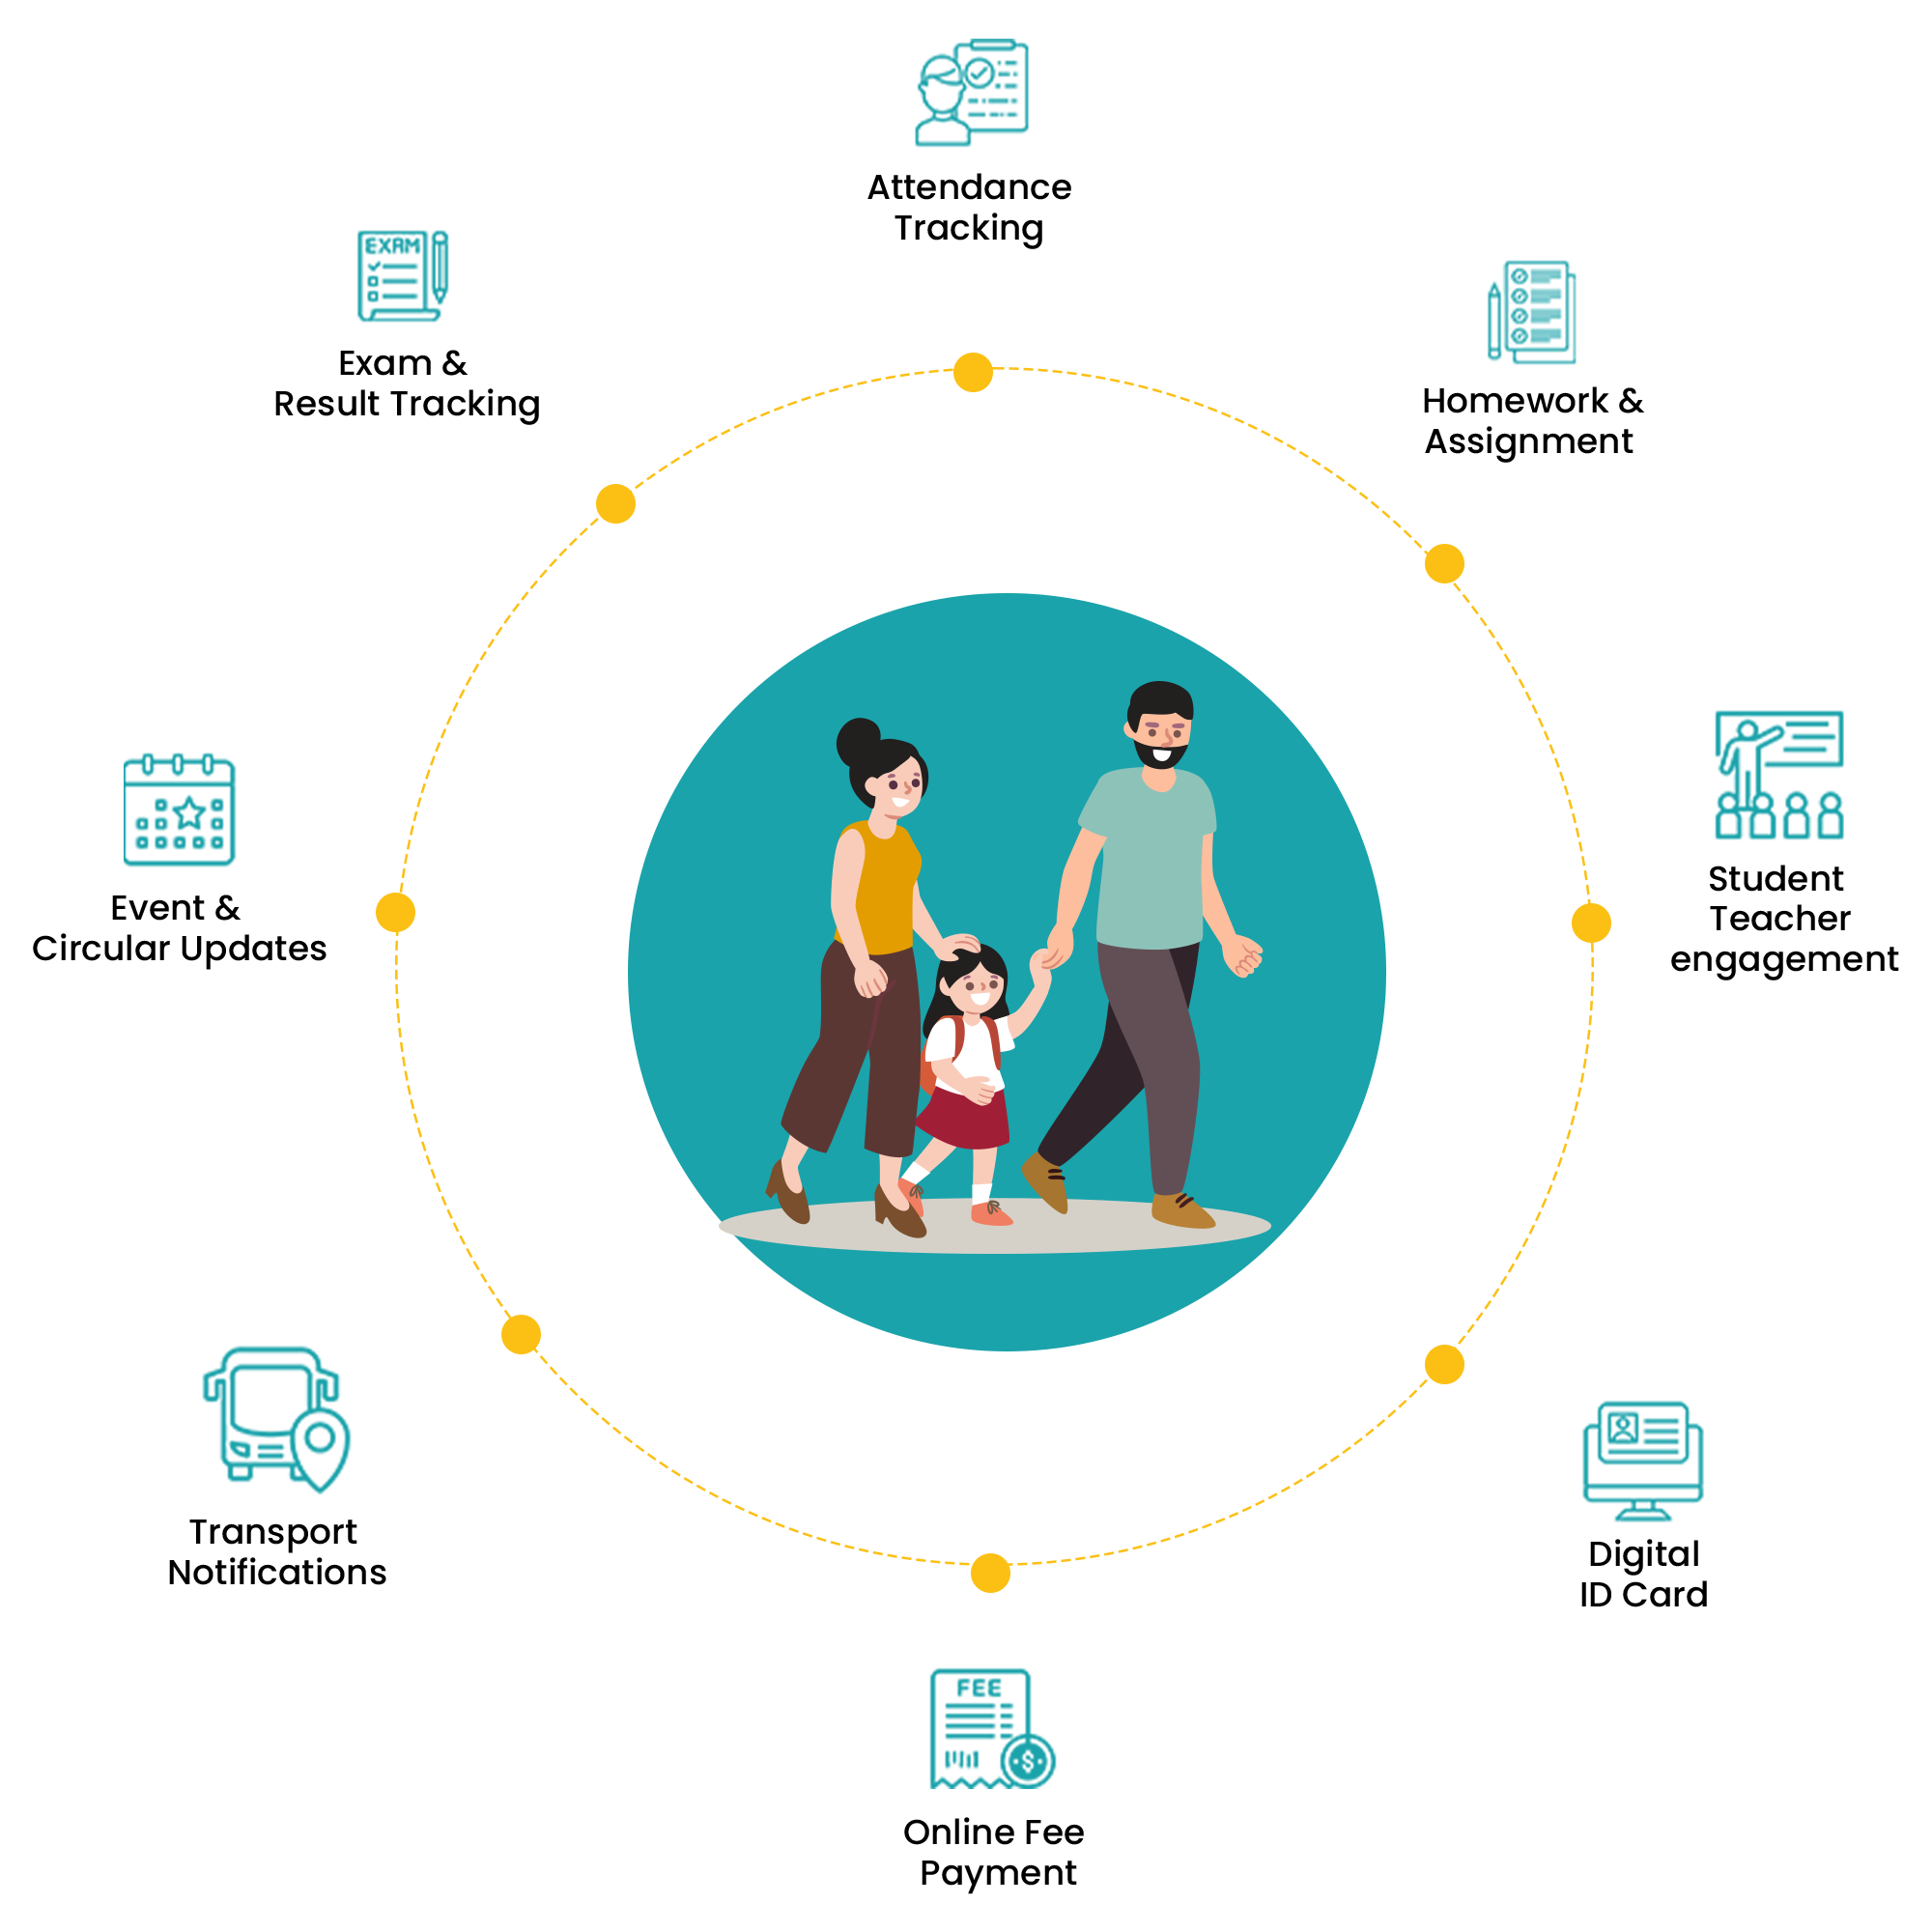 Attendance
Tracking
EXAM
Exam &
Result Tracking
Homework &
Assignment
Event &
Circular Updates
Student
Teacher
engagement
Transport
Notifications
Digital
ID Card
FEE
$
Online Fee
Payment